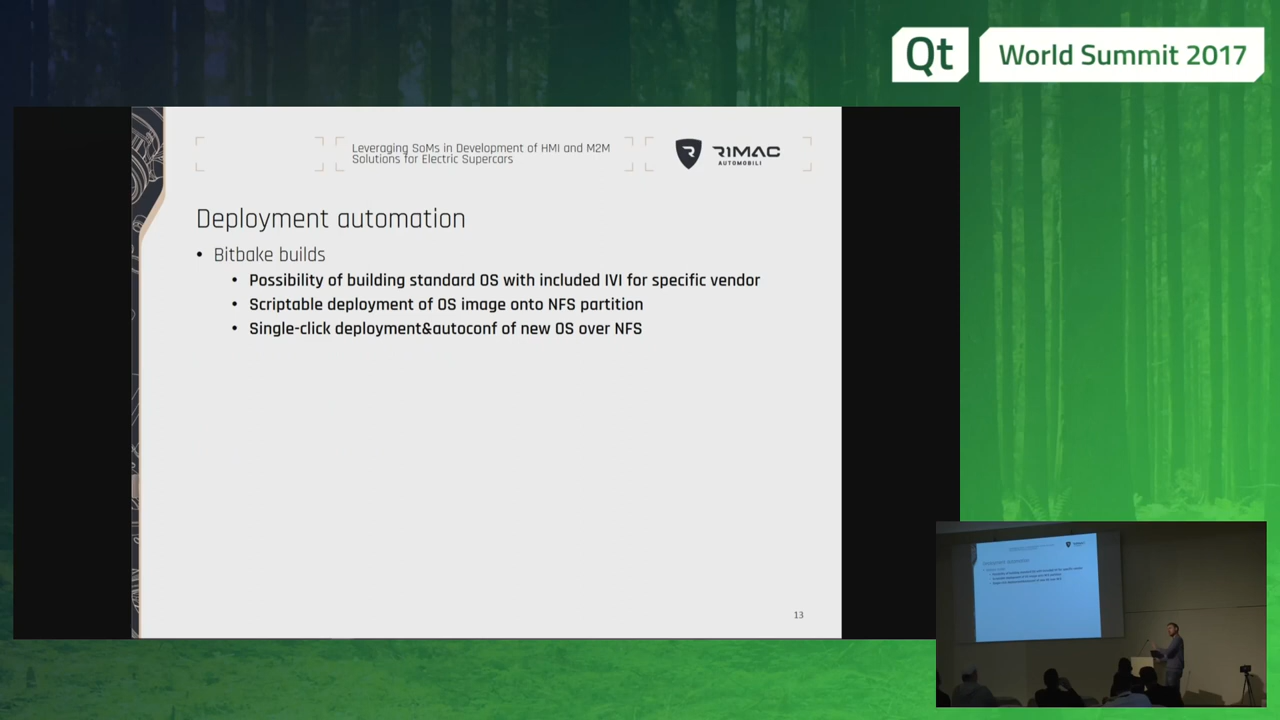 Qt
World Summit 2017
Leveraging SoMs in Development of HMI and M2M
Solutions for Electric Supercars
RIMAC
AUTOMOBILI
Deployment automation
• Bitbake builds
• Possibility of building standard OS with included IVI for specific vendor
• Scriptable deployment of OS image onto NFS partition
• Single-click deployment&autoconf of new OS over NFS
13